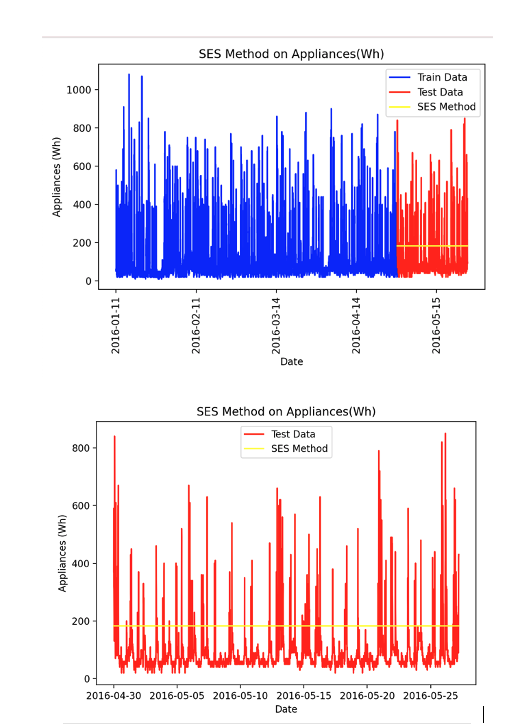 SES Method on Appliances(Wh)
Train Data
Test Data
SES Method
1000
800
600
400
200
0
Appliances (Wh)
2016-01-11
2016-02-11
2016-03-14
2016-04-14
2016-05-15
Date
SES Method on Appliances(Wh)
Test Data
SES Method
800
600
400
200
0
Appliances (Wh)
2016-04-30 2016-05-05 2016-05-10 2016-05-15 2016-05-20 2016-05-25
Date